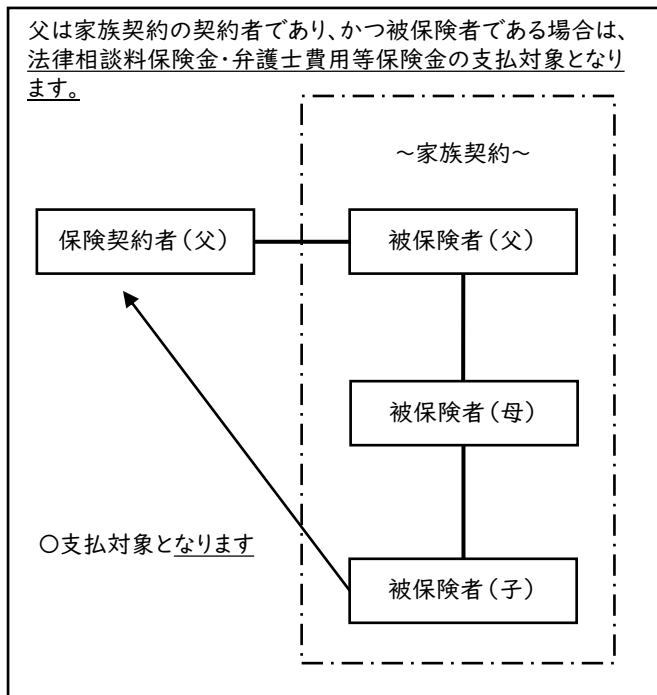 父は家族契約の契約者であり、かつ被保険者である場合は、
法律相談料保険金・弁護士費用等保険金の支払対象となり
ます。
～家族契約～
保険契約者（父）
被保険者（父）
被保険者（母）
〇支払対象となります
被保険者（子）